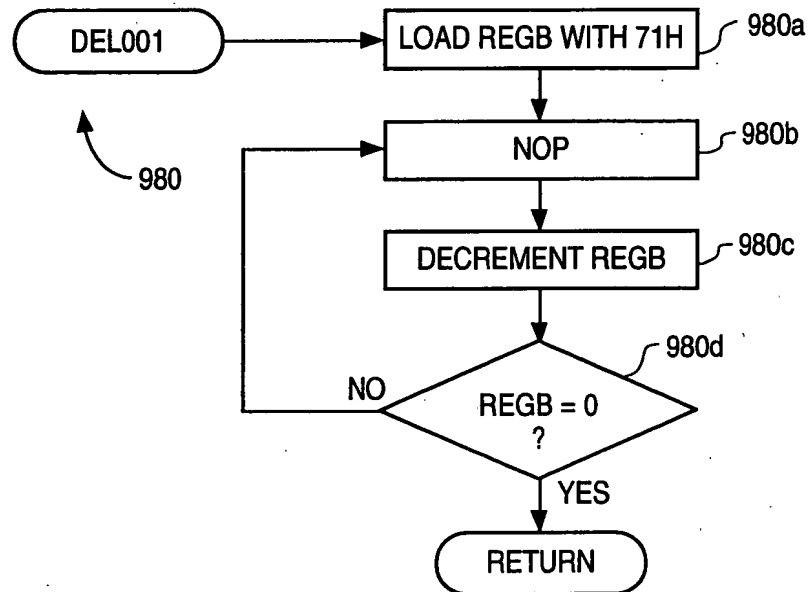 DEL001
LOAD REGB WITH 71H
980a
NOP
980b
980
DECREMENT REGB
980c
980d
NO
REGB = 0
?
YES
RETURN